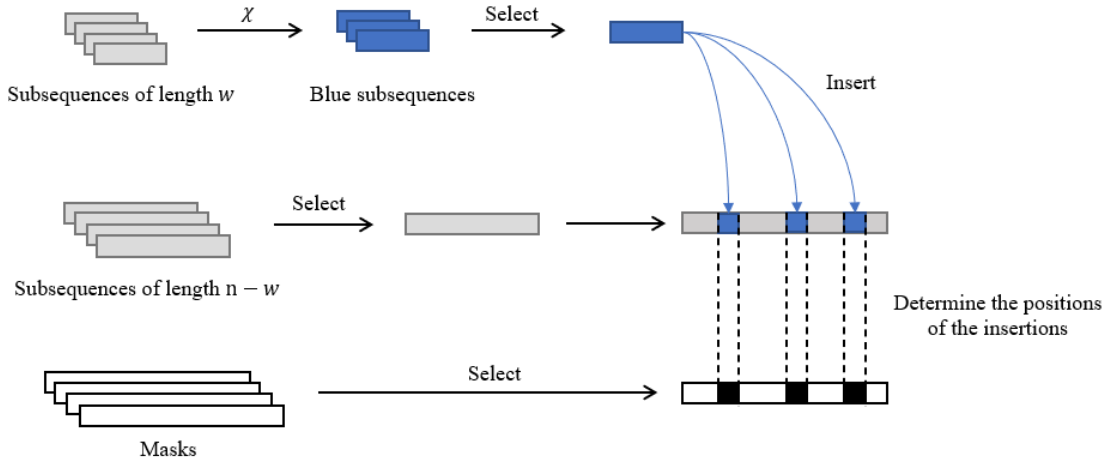 χ
Select
Subsequences of length w
Blue subsequences
Insert
Select
Subsequences of length n − w
Determine the positions
of the insertions
Select
Masks